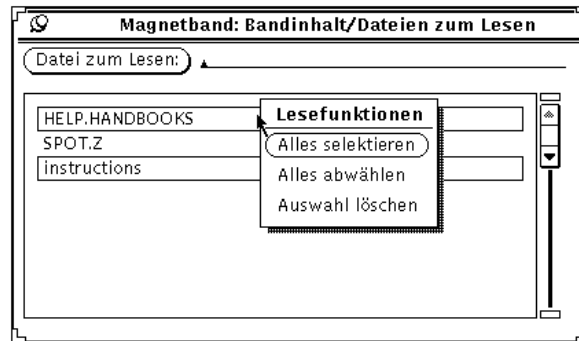 Magnetband: Bandinhalt/Dateien zum Lesen
Datei zum Lesen:
HELP.HANDBOOKS
SPOT.Z
instructions
Lesefunktionen
Alles selektieren
Alles abwählen
Auswahl löschen